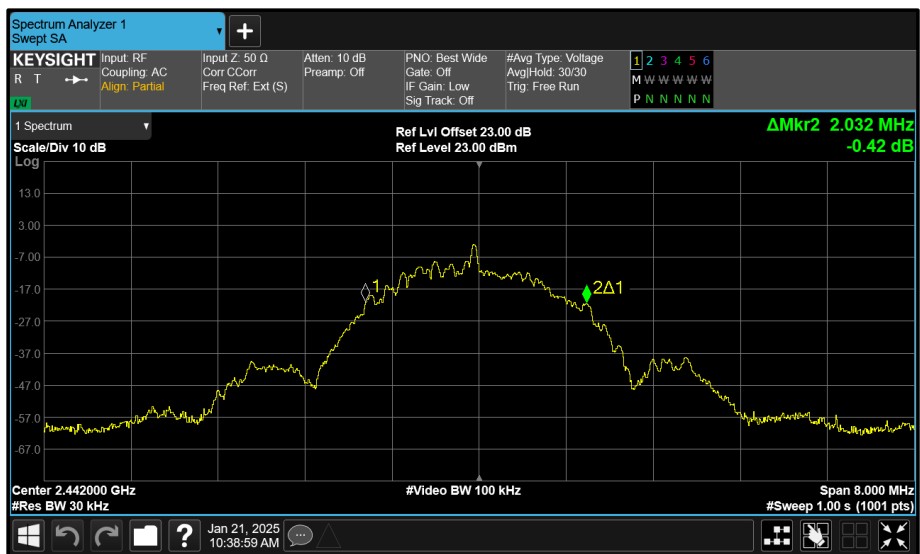 Spectrum Analyzer 1
Swept SA
▼
+
KEYSIGHT
R T
LXI
Input: RF
Coupling: AC
Align: Partial
Input Z: 50 Ω
Corr CCorr
Freq Ref: Ext (S)
Atten: 10 dB
Preamp: Off
PNO: Best Wide
Gate: Off
IF Gain: Low
Sig Track: Off
#Avg Type: Voltage
Avg|Hold: 30/30
Trig: Free Run
1 2 3 4 5 6
M W W W W W
P N N N N N
1 Spectrum ▼
Scale/Div 10 dB
Log
Ref Lvl Offset 23.00 dB
Ref Level 23.00 dBm
ΔMkr2 2.032 MHz
-0.42 dB
13.0
3.00
-7.00
-17.0
-27.0
-37.0
-47.0
-57.0
-67.0
1
2Δ1
Center 2.442000 GHz
#Video BW 100 kHz
Span 8.000 MHz
#Res BW 30 kHz
#Sweep 1.00 s (1001 pts)
?
Jan 21, 2025
10:38:59 AM